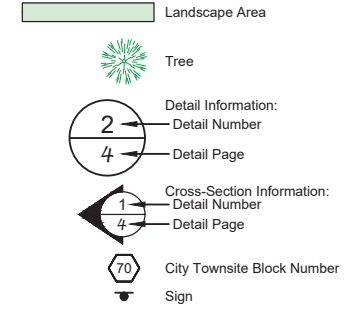 Landscape Area
Tree
Detail Information:
2 Detail Number
4 Detail Page
Cross-Section Information:
1 Detail Number
4 Detail Page
70 City Townsite Block Number
Sign